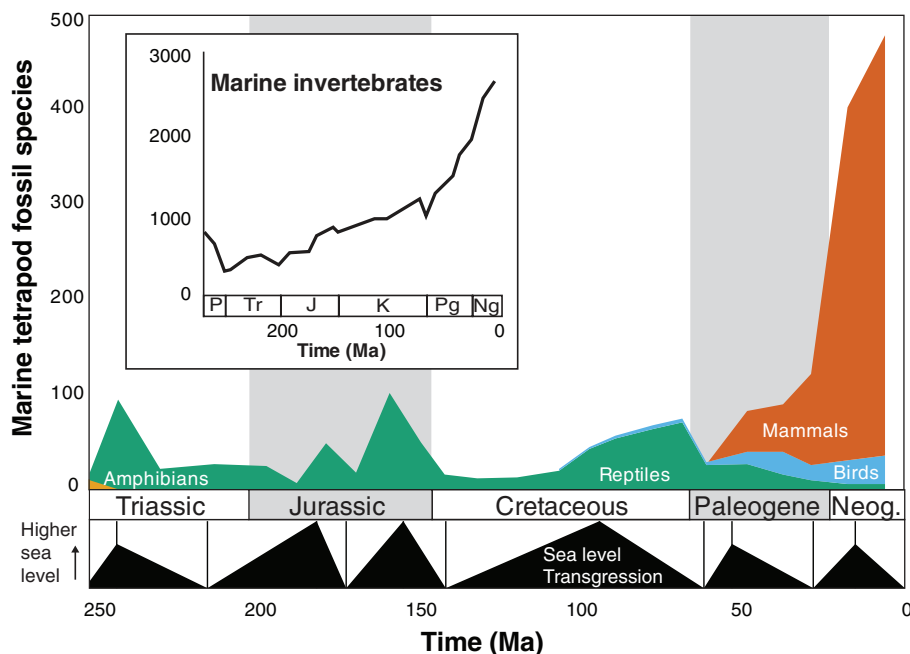 Marine tetrapod fossil species
500
400
300
200
100
0
Marine invertebrates
3000
2000
1000
0
P Tr J K Pg Ng
200 100 0
Time (Ma)
Amphibians
Reptiles
Mammals
Birds
Triassic Jurassic Cretaceous Paleogene Neog.
Higher
sea
level
Sea level
Transgression
250 200 150 100 50 0
Time (Ma)